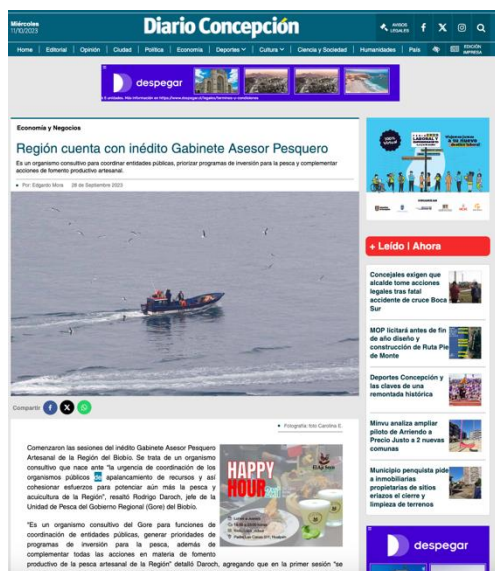 Miércoles
11/10/2023
Diario Concepción
AVISOS
LEGALES
Home | Editorial | Opinión | Ciudad | Política | Economía | Deportes | Cultura | Ciencia y Sociedad | Humanidades | País
EDICIÓN
IMPRESA
despegar
Economía y Negocios
Región cuenta con inédito Gabinete Asesor Pesquero
Es un organismo consultivo para coordinar entidades públicas, priorizar programas de inversión para la pesca y complementar
acciones de fomento productivo artesanal.
Por: Edgardo Mora 28 de Septiembre 2023
Compartir
Fotografía: foto Carolina E.
Comenzaron las sesiones del inédito Gabinete Asesor Pesquero
Artesanal de la Región del Biobío. Se trata de un organismo
consultivo que nace ante "la urgencia de coordinación de los
organismos públicos de apalancamiento de recursos y así
cohesionar esfuerzos para potenciar aún más la pesca y
acuicultura de la Región", resaltó Rodrigo Daroch, jefe de la
Unidad de Pesca del Gobierno Regional (Gore) del Biobío.
"Es un organismo consultivo del Gore para funciones de
coordinación de entidades públicas, generar prioridades de
programas de inversión para la pesca, además de
complementar todas las acciones en materia de fomento
productivo de la pesca artesanal de la Región" detalló Daroch, agregando que en la primer sesión "se
HAPPY
HOUR
100%
Virtual
LABORAL Y
+ Leído | Ahora
Concejales exigen que
alcalde tome acciones
legales tras fatal
accidente de cruce Boca
Sur
MOP licitará antes de fin
de año diseño y
construcción de Ruta Pie
de Monte
Deportes Concepción y
las claves de una
remontada histórica
Minvu analiza ampliar
piloto de Arriendo a
Precio Justo a 2 nuevas
comunas
Municipio penquista pide
a inmobiliarias
propietarias de sitios
eriazos el cierre y
limpieza de terrenos
despegar